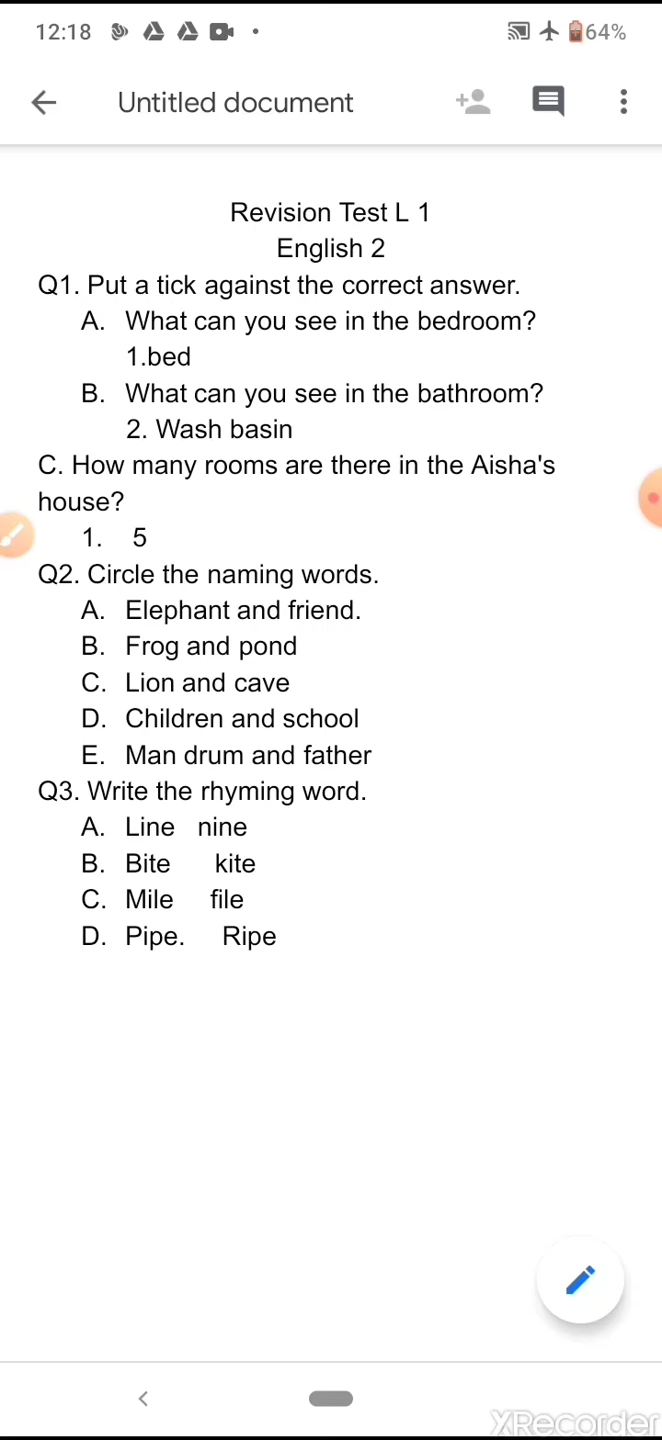 12:18
64%
Untitled document
Revision Test L 1
English 2
Q1. Put a tick against the correct answer.
A. What can you see in the bedroom?
1.bed
B. What can you see in the bathroom?
2. Wash basin
C. How many rooms are there in the Aisha's
house?
1. 5
Q2. Circle the naming words.
A. Elephant and friend.
B. Frog and pond
C. Lion and cave
D. Children and school
E. Man drum and father
Q3. Write the rhyming word.
A. Line nine
B. Bite kite
C. Mile file
D. Pipe. Ripe
XRecorder